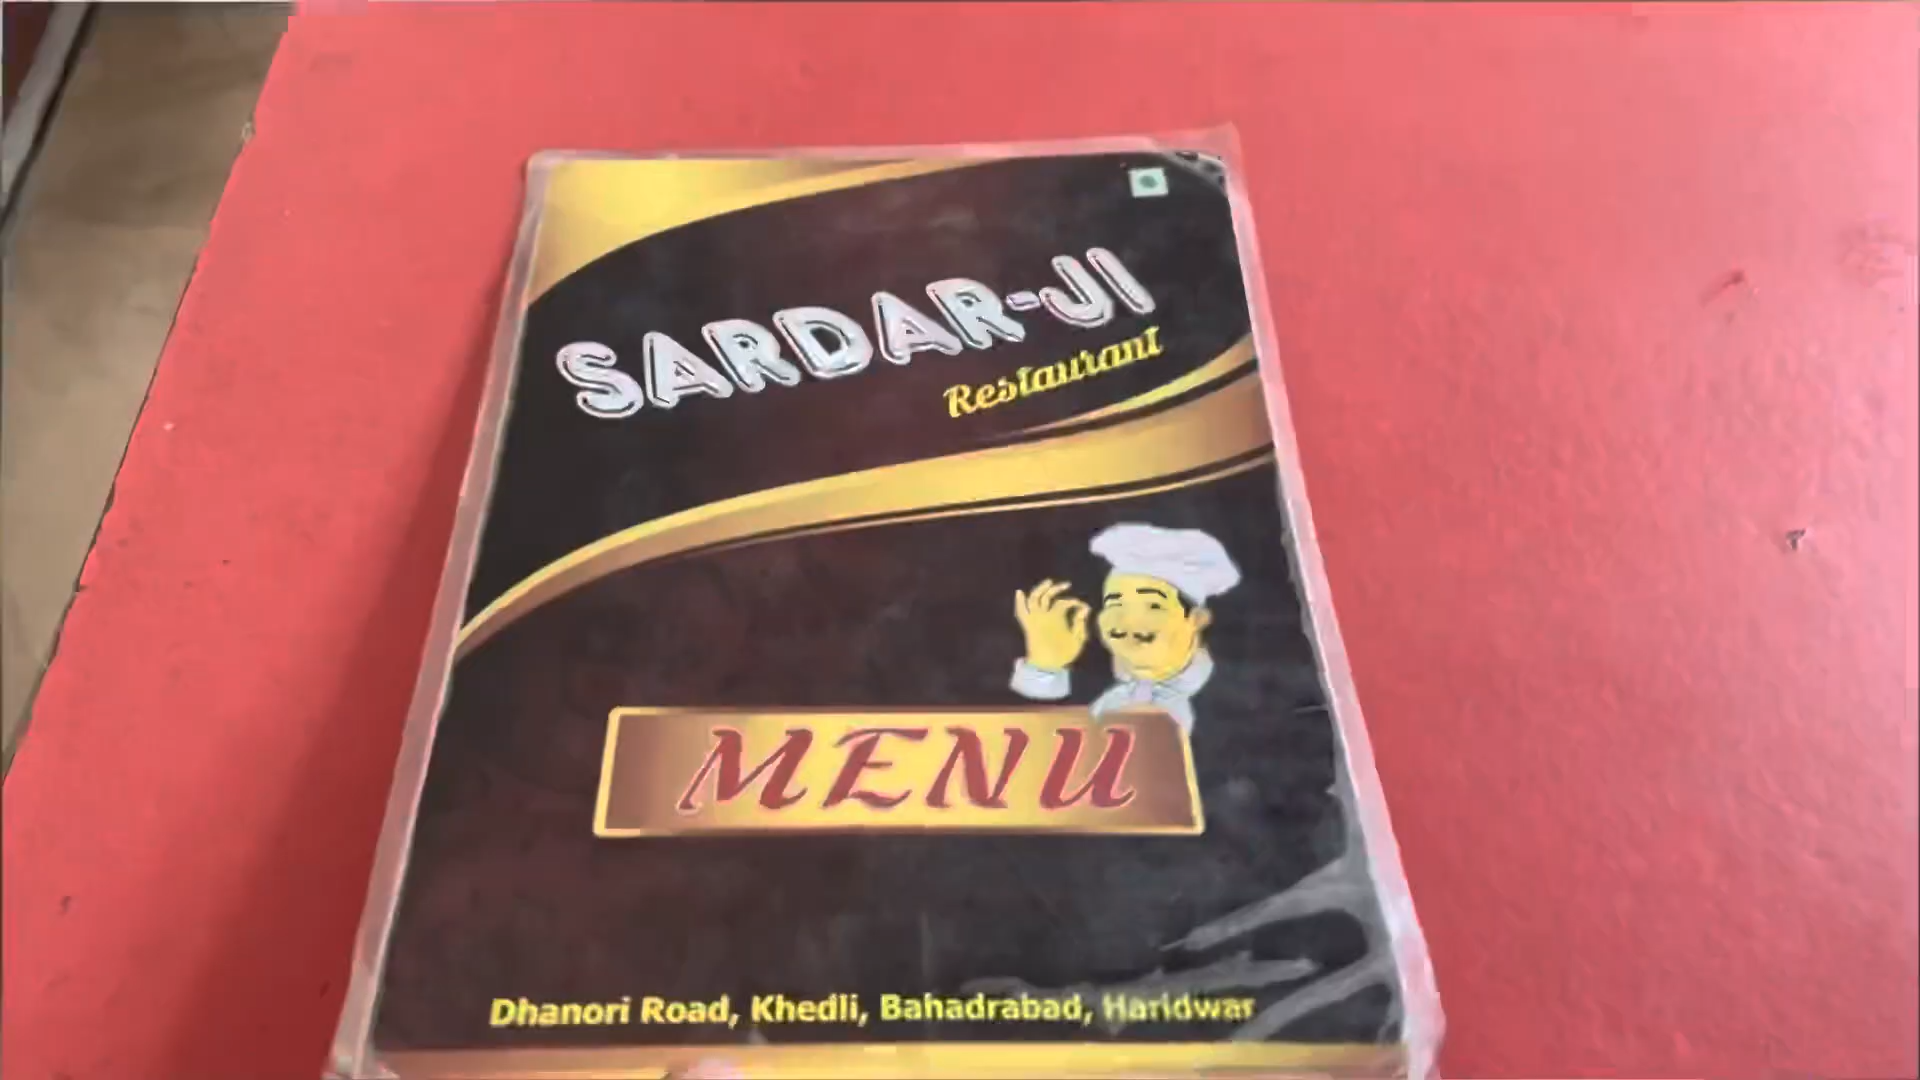 SARDAR-JI
Restaurant
MENU
Dhanori Road, Khedli, Bahadrabad, Haridwar